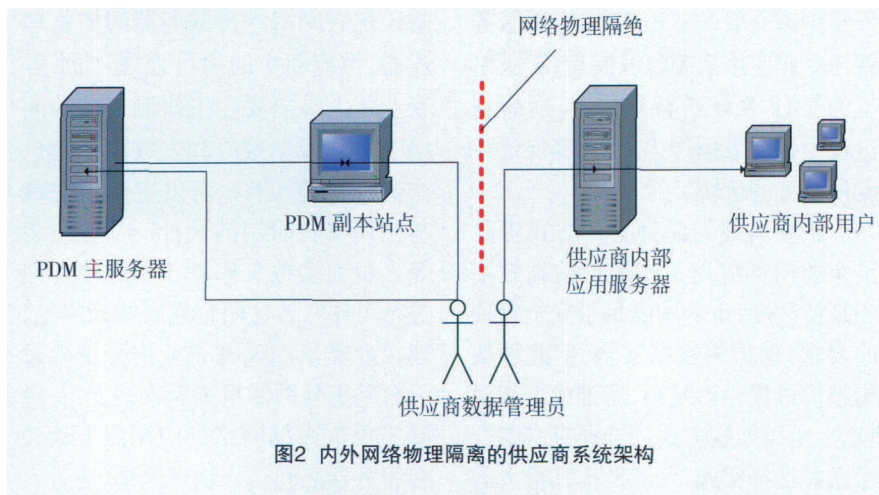 网络物理隔绝
PDM 副本站点
供应商内部用户
PDM 主服务器
供应商内部
应用服务器
供应商数据管理员
图2 内外网络物理隔离的供应商系统架构